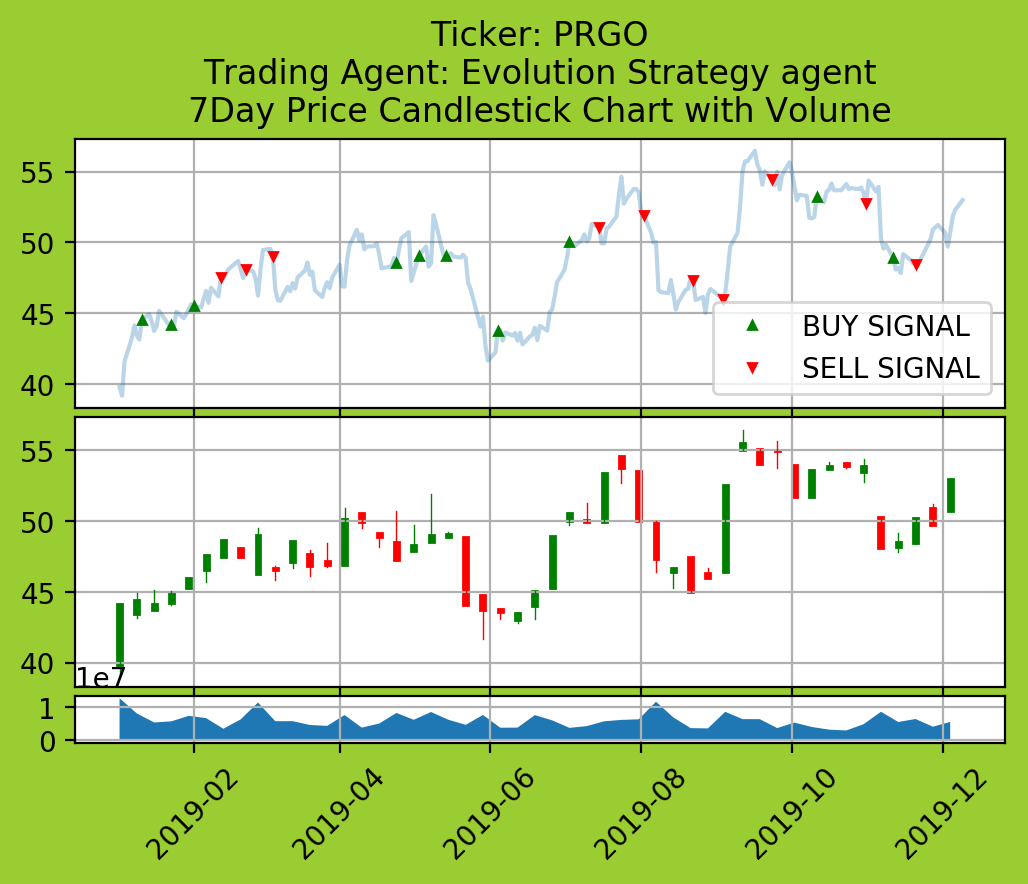 Ticker: PRGO
Trading Agent: Evolution Strategy agent
7Day Price Candlestick Chart with Volume
55
50
45
40
BUY SIGNAL
SELL SIGNAL
55
50
45
40
1e7
1
0
2019-02
2019-04
2019-06
2019-08
2019-10
2019-12